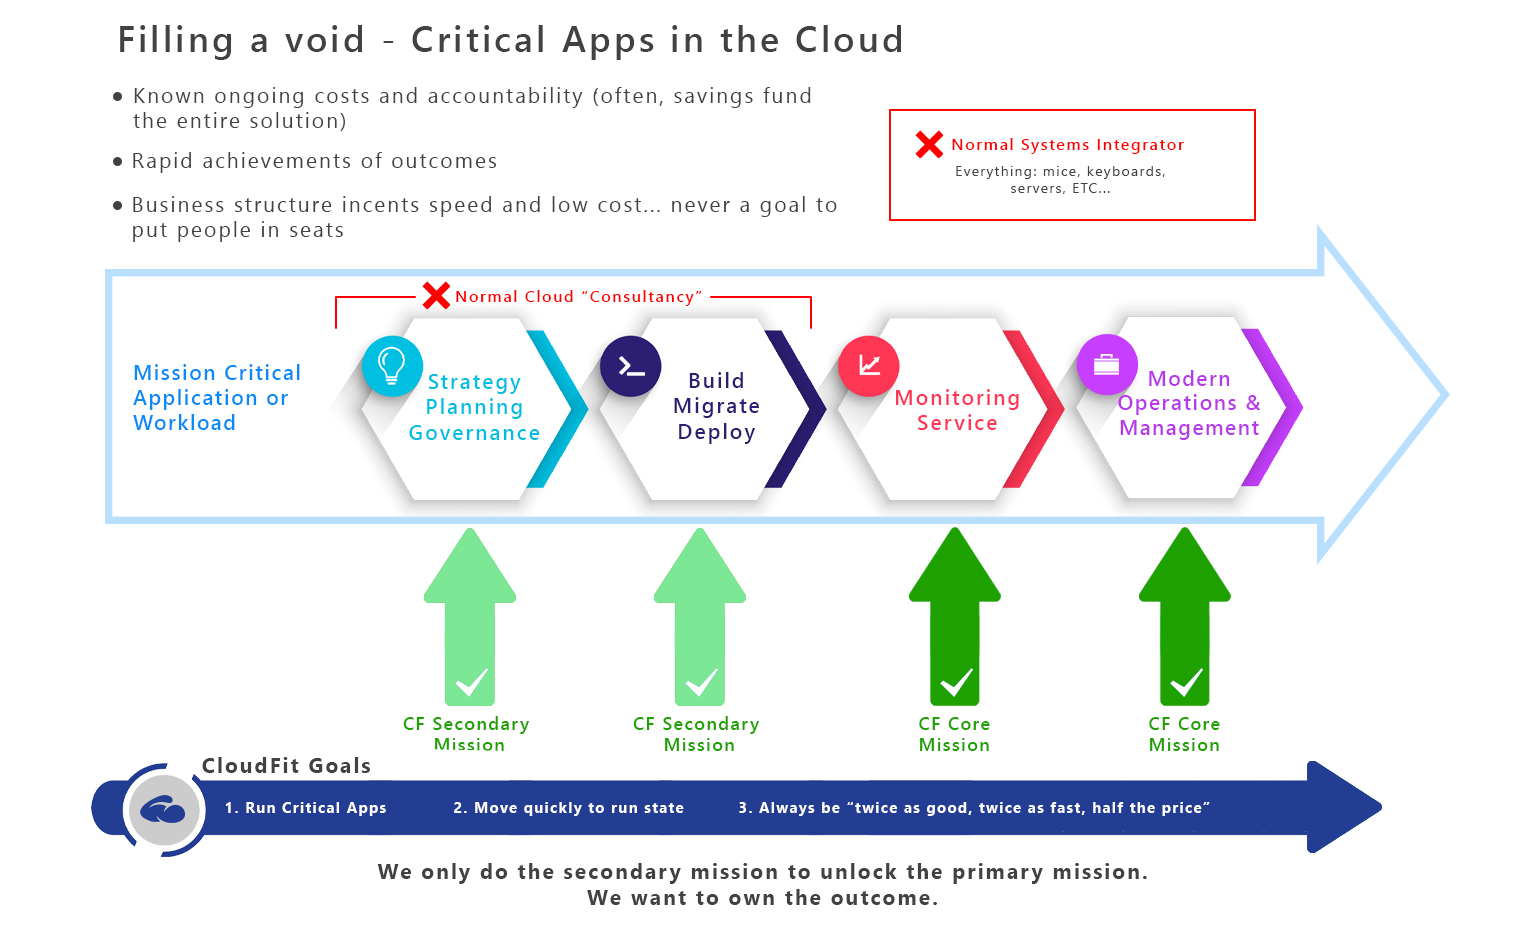 Filling a void - Critical Apps in the Cloud
● Known ongoing costs and accountability (often, savings fund
the entire solution)
● Rapid achievements of outcomes
● Business structure incents speed and low cost... never a goal to
put people in seats
Normal Systems Integrator
Everything: mice, keyboards,
servers, ETC...
Normal Cloud “Consultancy”
Mission Critical
Application or
Workload
Strategy
Planning
Governance
Build
Migrate
Deploy
Monitoring
Service
Modern
Operations &
Management
CF Secondary
Mission
CF Secondary
Mission
CF Core
Mission
CF Core
Mission
CloudFit Goals
1. Run Critical Apps
2. Move quickly to run state
3. Always be “twice as good, twice as fast, half the price”
We only do the secondary mission to unlock the primary mission.
We want to own the outcome.